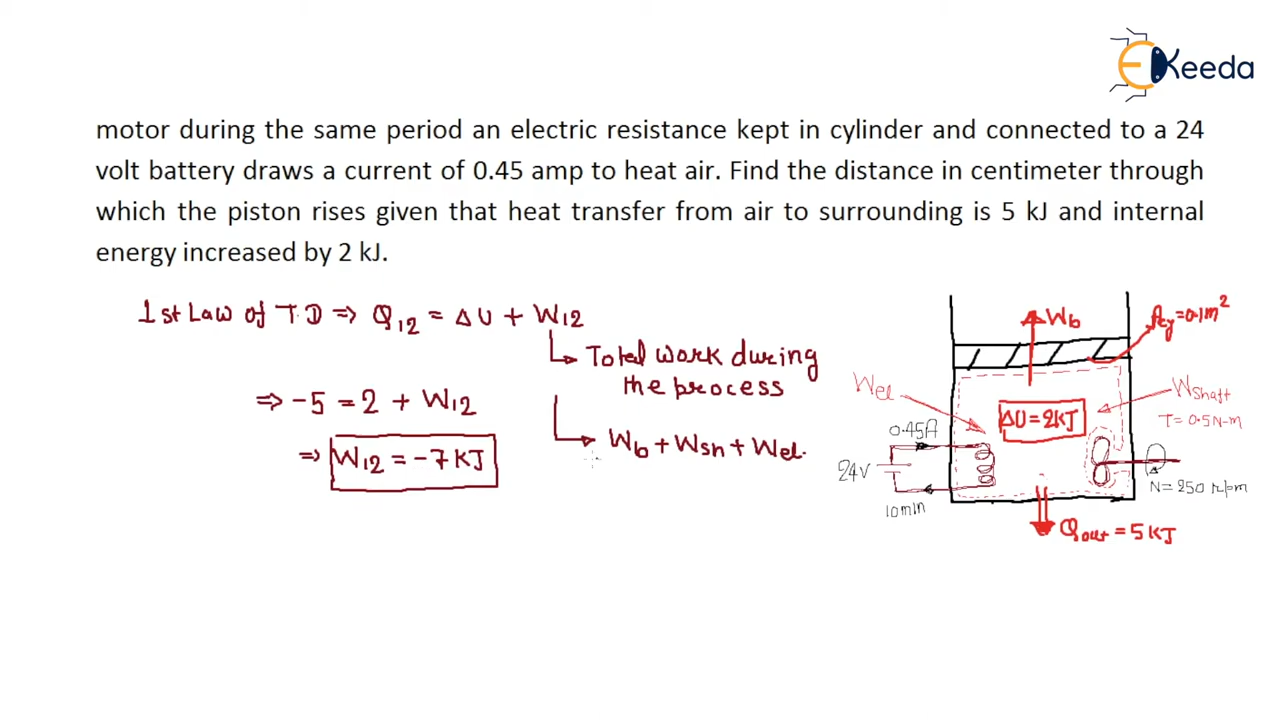 EKeeda
motor during the same period an electric resistance kept in cylinder and connected to a 24
volt battery draws a current of 0.45 amp to heat air. Find the distance in centimeter through
which the piston rises given that heat transfer from air to surrounding is 5 kJ and internal
energy increased by 2 kJ.
1st Law of T.D ⇒ Q12 = ΔU + W12
Total work during
the process
⇒ -5 = 2 + W12
Wb + Wsh + Wel.
⇒ W12 = -7 KJ
Wb
Acy = 0.1m²
Wel
Wshaft
ΔU = 2KJ
T = 0.5N-m
0.45A
24V
N = 250 r/pm
10min
Qout = 5 KJ